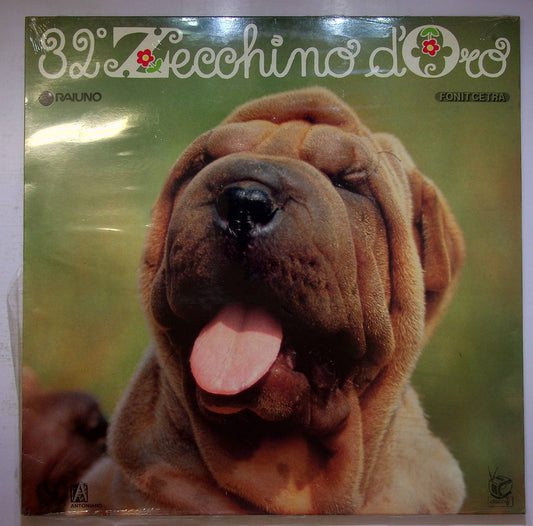 32° Zecchino d'Oro
RAIUNO
FONIT CETRA
ANTONIANO